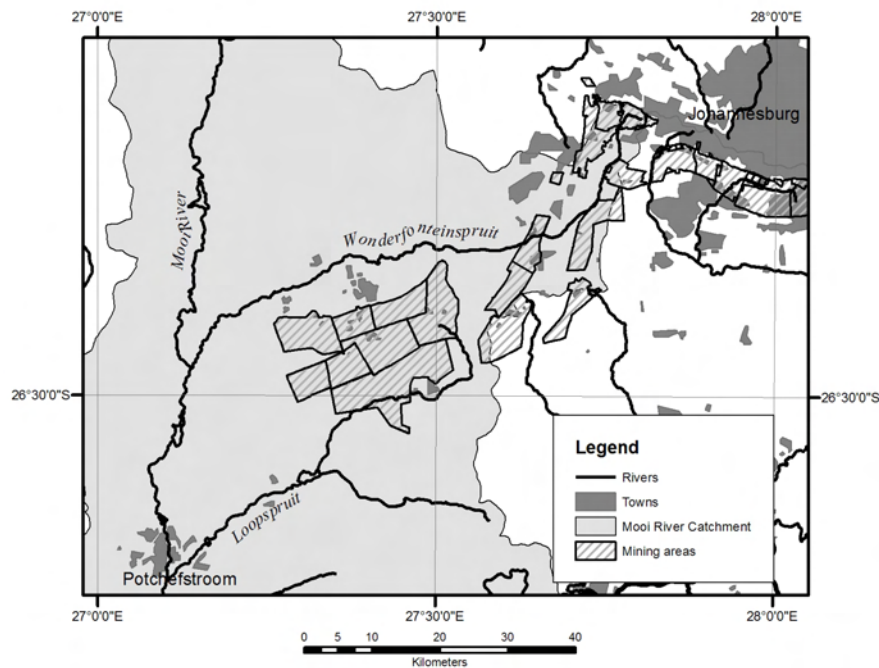 27°0'0"E
27°30'0"E
28°0'0"E
Johannesburg
Mooi River
Wonderfonteinspruit
26°30'0"S
26°30'0"S
Legend
Rivers
Towns
Mooi River Catchment
Mining areas
Loopspruit
Potchefstroom
27°0'0"E
27°30'0"E
28°0'0"E
0 5 10 20 30 40
Kilometers